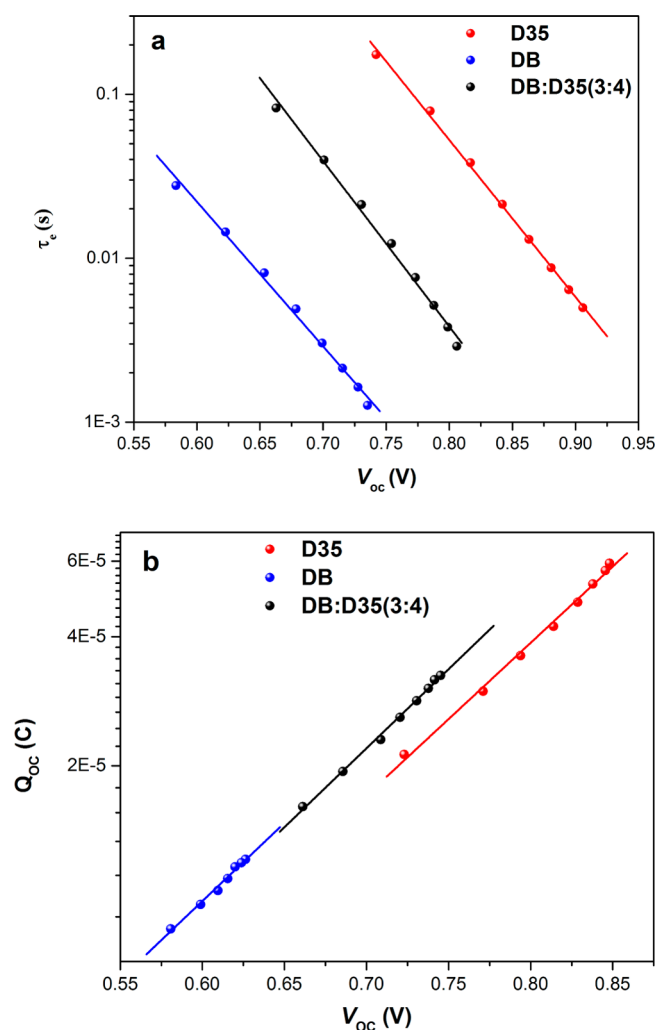 a
D35
DB
DB:D35(3:4)
0.1
0.01
1E-3
τe (s)
0.55 0.60 0.65 0.70 0.75 0.80 0.85 0.90 0.95
Voc (V)
b
D35
DB
DB:D35(3:4)
6E-5
4E-5
2E-5
QOC (C)
0.55 0.60 0.65 0.70 0.75 0.80 0.85
VOC (V)